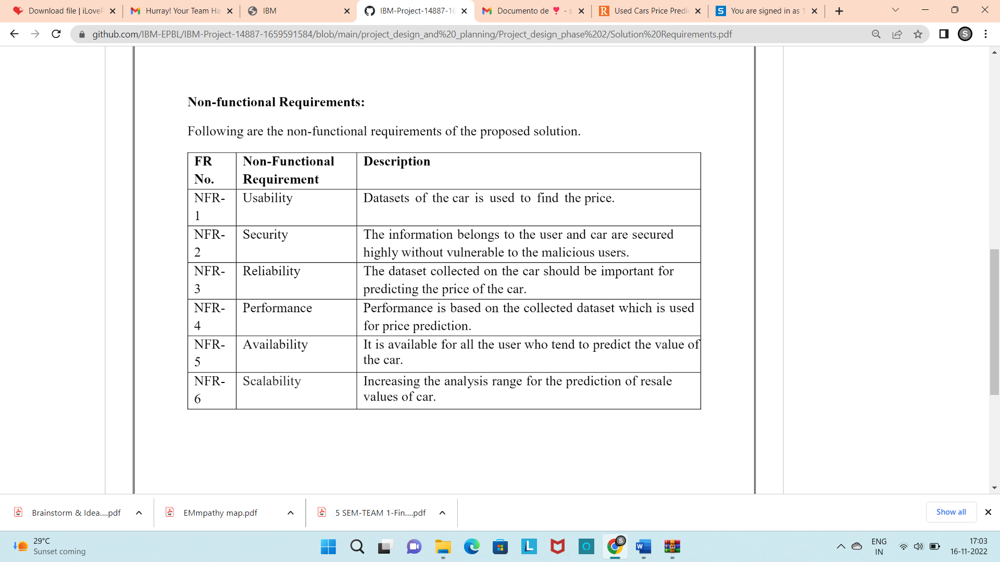 Download file | iLoveP
Hurray! Your Team Ha
IBM
IBM-Project-14887-16
Documento de ❣ - s
Used Cars Price Predic
You are signed in as 1
github.com/IBM-EPBL/IBM-Project-14887-1659591584/blob/main/project_design_and%20_planning/Project_design_phase%202/Solution%20Requirements.pdf
S
Non-functional Requirements:
Following are the non-functional requirements of the proposed solution.
FR
No.
Non-Functional
Requirement
Description
NFR-
1
Usability
Datasets of the car is used to find the price.
NFR-
2
Security
The information belongs to the user and car are secured
highly without vulnerable to the malicious users.
NFR-
3
Reliability
The dataset collected on the car should be important for
predicting the price of the car.
NFR-
4
Performance
Performance is based on the collected dataset which is used
for price prediction.
NFR-
5
Availability
It is available for all the user who tend to predict the value of
the car.
NFR-
6
Scalability
Increasing the analysis range for the prediction of resale
values of car.
Brainstorm & Idea....pdf
EMmpathy map.pdf
5 SEM-TEAM 1-Fin....pdf
Show all
29°C
Sunset coming
ENG
IN
17:03
16-11-2022